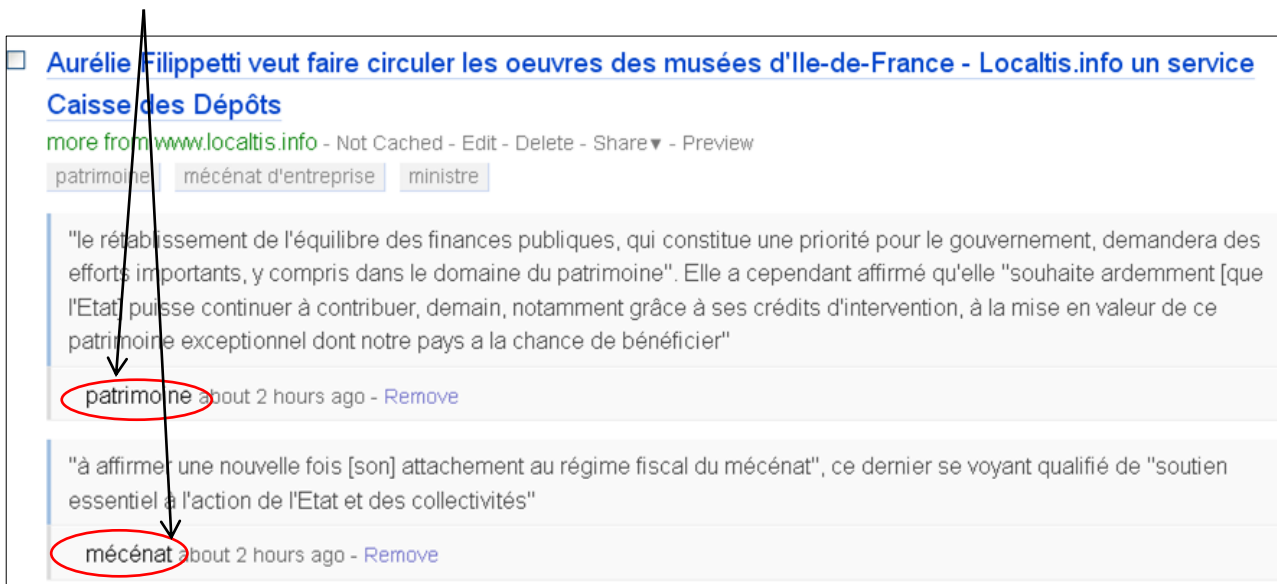 Aurélie Filippetti veut faire circuler les oeuvres des musées d'Ile-de-France - Localtis.info un service
Caisse des Dépôts
more from www.localtis.info - Not Cached - Edit - Delete - Share▼ - Preview
patrimoine mécénat d'entreprise ministre
"le rétablissement de l'équilibre des finances publiques, qui constitue une priorité pour le gouvernement, demandera des
efforts importants, y compris dans le domaine du patrimoine". Elle a cependant affirmé qu'elle "souhaite ardemment [que
l'Etat] puisse continuer à contribuer, demain, notamment grâce à ses crédits d'intervention, à la mise en valeur de ce
patrimoine exceptionnel dont notre pays a la chance de bénéficier"
patrimoine about 2 hours ago - Remove
"à affirmer une nouvelle fois [son] attachement au régime fiscal du mécénat", ce dernier se voyant qualifié de "soutien
essentiel à l'action de l'Etat et des collectivités"
mécénat about 2 hours ago - Remove